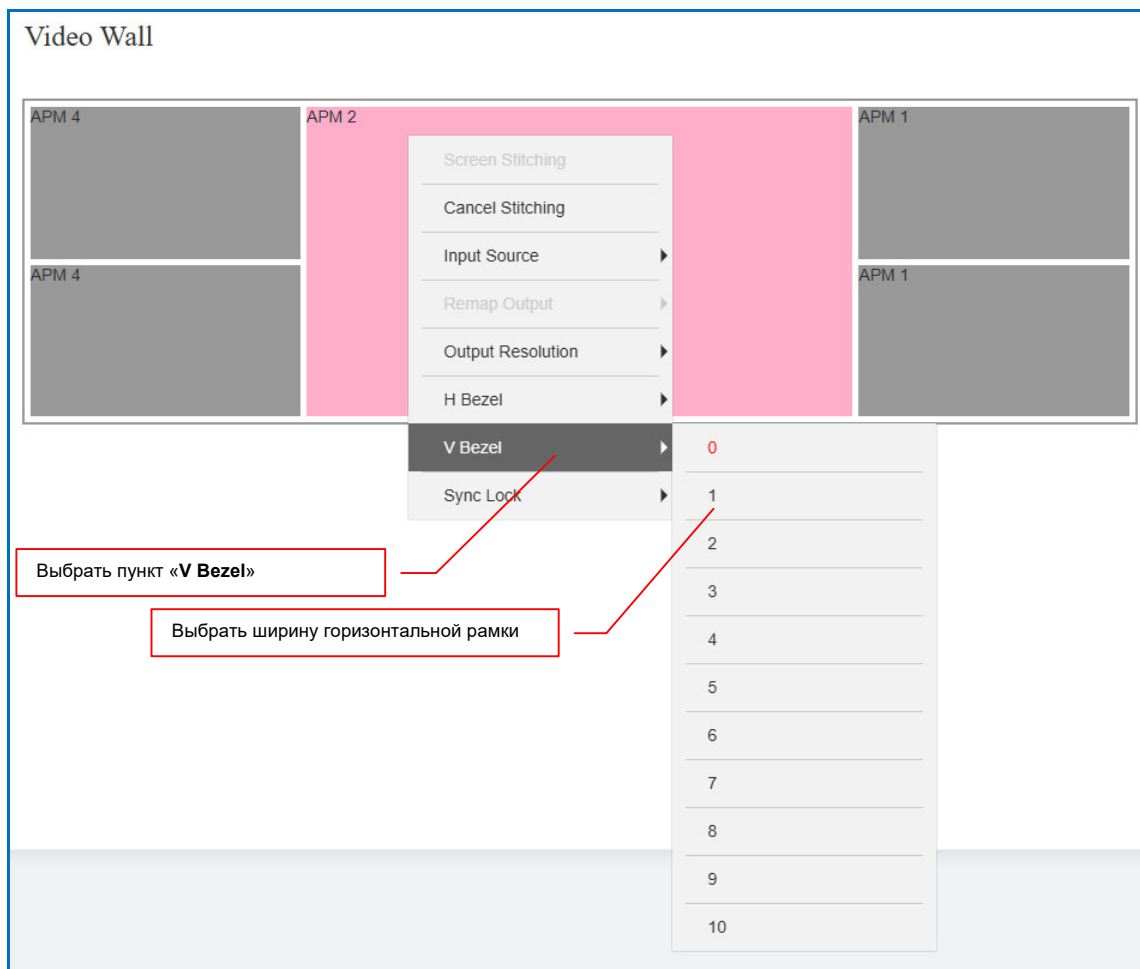 Video Wall
APM 4
APM 2
APM 1
Screen Stitching
Cancel Stitching
Input Source
APM 4
APM 1
Remap Output
Output Resolution
H Bezel
V Bezel
0
Sync Lock
1
2
Выбрать пункт «V Bezel»
3
Выбрать ширину горизонтальной рамки
4
5
6
7
8
9
10